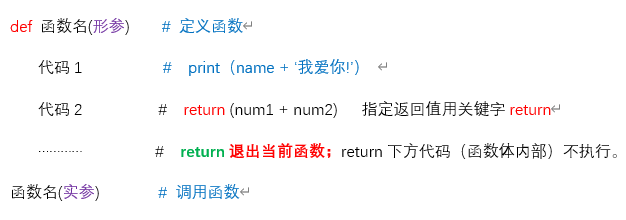 def 函数名(形参) # 定义函数
代码 1 # print（name + ‘我爱你!’）
代码 2 # return (num1 + num2) 指定返回值用关键字 return
………… # return 退出当前函数；return 下方代码（函数体内部）不执行。
函数名(实参) # 调用函数